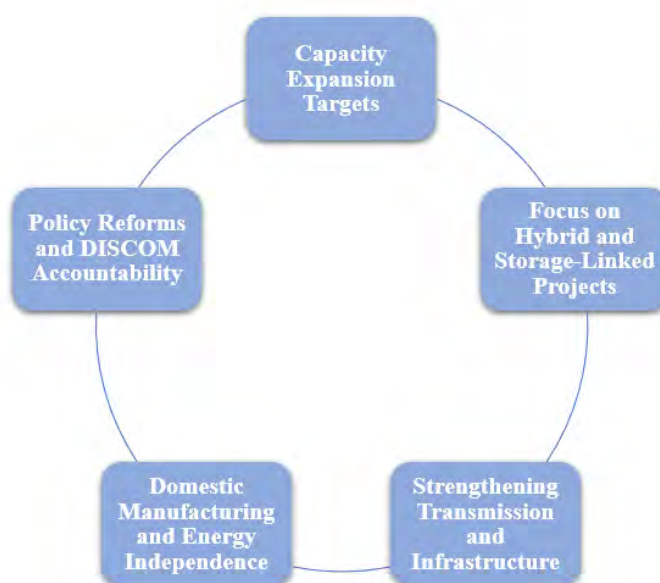 Capacity
Expansion
Targets
Focus on
Hybrid and
Storage-Linked
Projects
Strengthening
Transmission
and
Infrastructure
Domestic
Manufacturing
and Energy
Independence
Policy Reforms
and DISCOM
Accountability